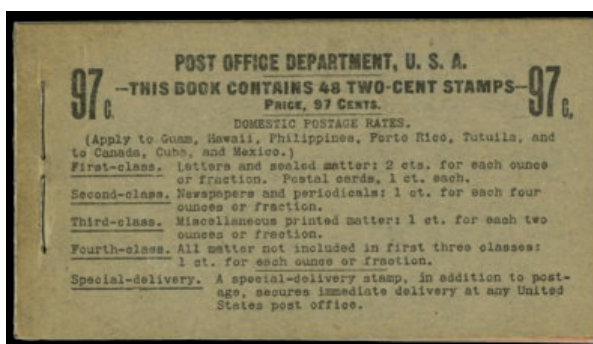 POST OFFICE DEPARTMENT, U. S. A.
97 C. —THIS BOOK CONTAINS 48 TWO-CENT STAMPS— 97 C.
PRICE, 97 CENTS.
DOMESTIC POSTAGE RATES.
(Apply to Guam, Hawaii, Philippines, Porto Rico, Tutuila, and
to Canada, Cuba, and Mexico.)
First-class. Letters and sealed matter: 2 cts. for each ounce
or fraction. Postal cards, 1 ct. each.
Second-class. Newspapers and periodicals: 1 ct. for each four
ounces or fraction.
Third-class. Miscellaneous printed matter: 1 ct. for each two
ounces or fraction.
Fourth-class. All matter not included in first three classes:
1 ct. for each ounce or fraction.
Special-delivery. A special-delivery stamp, in addition to post-
age, secures immediate delivery at any United
States post office.